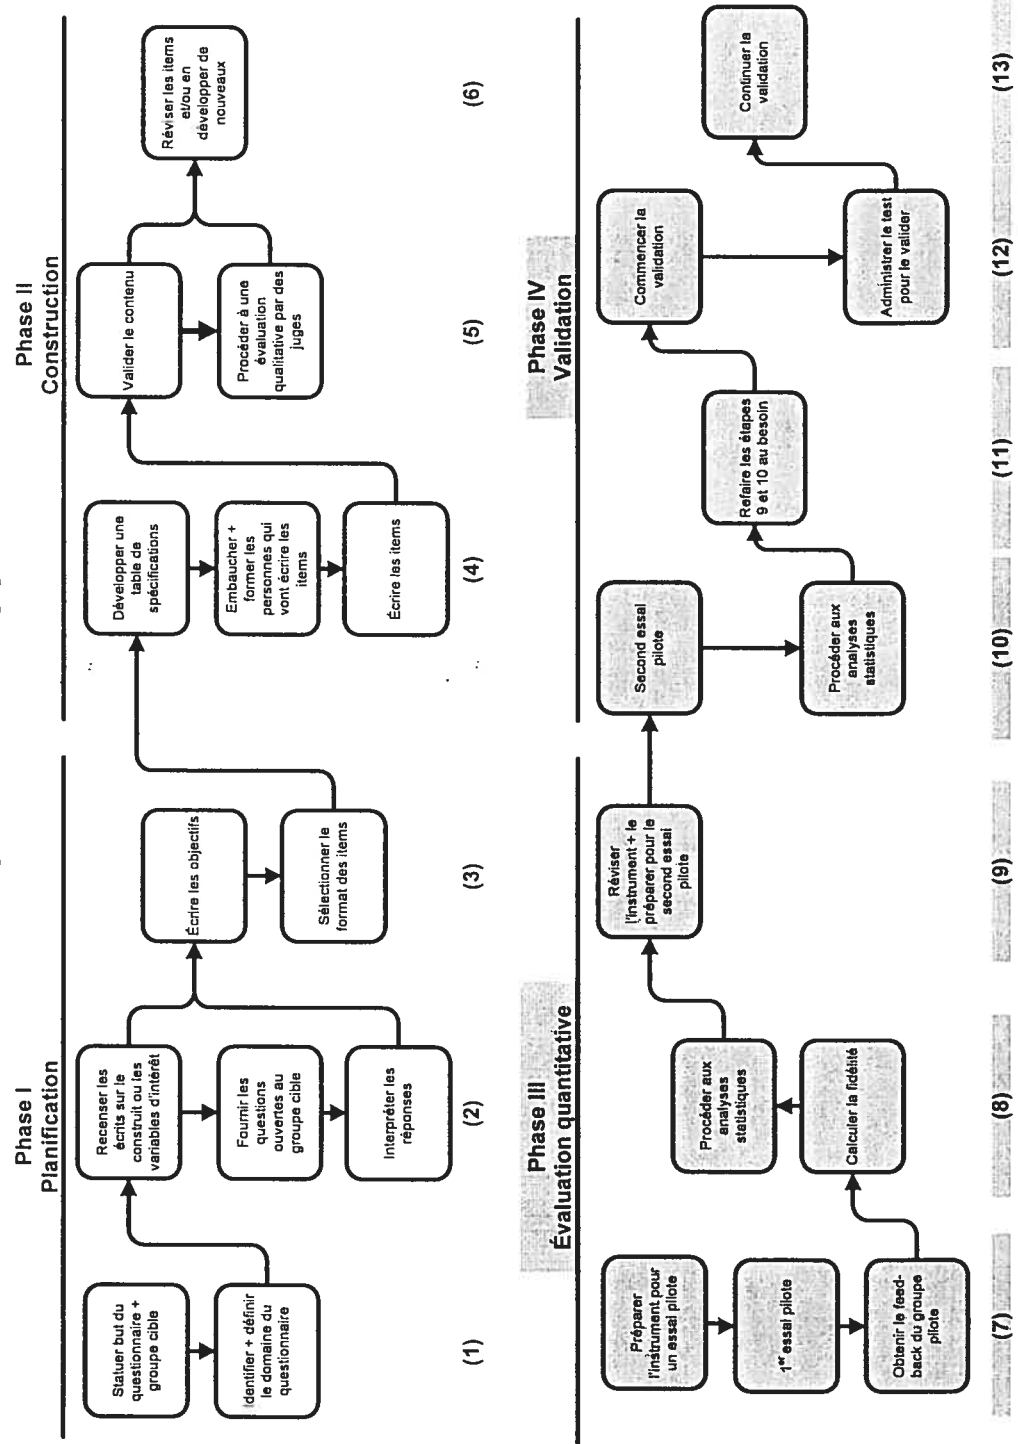 Phase I
Planification
Statuer but du
questionnaire +
groupe cible
Identifier + définir
le domaine du
questionnaire
(1)
Recenser les
écrits sur le
construit ou les
variables d'intérêt
Fournir les
questions
ouvertes au
groupe cible
Interpréter les
réponses
(2)
Écrire les objectifs
Sélectionner le
format des items
(3)
Phase II
Construction
Développer une
table de
spécifications
Embaucher +
former les
personnes qui
vont écrire les
items
Écrire les items
(4)
Valider le contenu
Procéder à une
évaluation
qualitative par des
juges
(5)
Réviser les items
et/ou en
développer de
nouveaux
(6)
Phase III
Évaluation quantitative
Préparer
l'instrument pour
un essai pilote
1er essai pilote
Obtenir le feed-
back du groupe
pilote
(7)
Procéder aux
analyses
statistiques
Calculer la fidélité
(8)
Réviser
l'instrument + le
préparer pour le
second essai
pilote
(9)
Phase IV
Validation
Second essai
pilote
Procéder aux
analyses
statistiques
(10)
Refaire les étapes
9 et 10 au besoin
(11)
Commencer la
validation
Administrer le test
pour le valider
(12)
Continuer la
validation
(13)